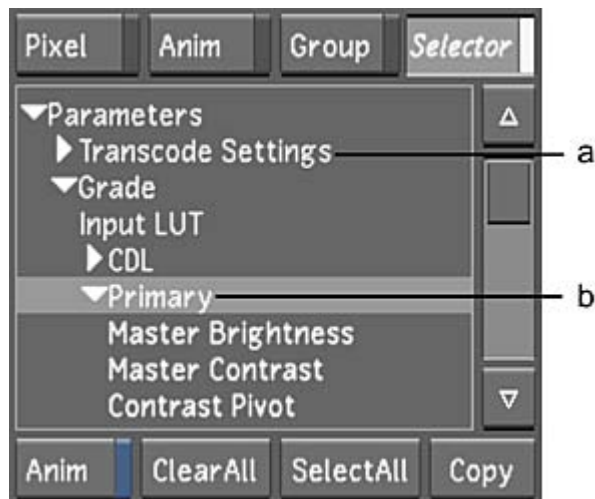 Pixel Anim Group Selector
Parameters
Transcode Settings a
Grade
Input LUT
CDL
Primary b
Master Brightness
Master Contrast
Contrast Pivot
Anim ClearAll SelectAll Copy